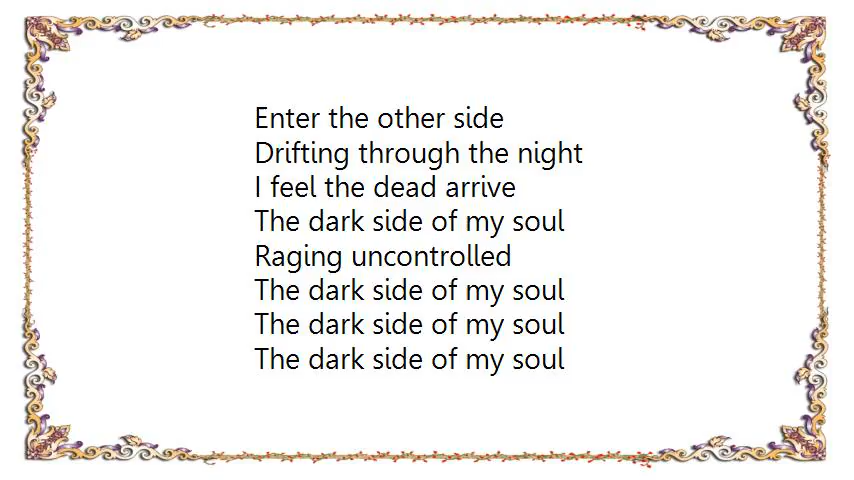 Enter the other side
Drifting through the night
I feel the dead arrive
The dark side of my soul
Raging uncontrolled
The dark side of my soul
The dark side of my soul
The dark side of my soul